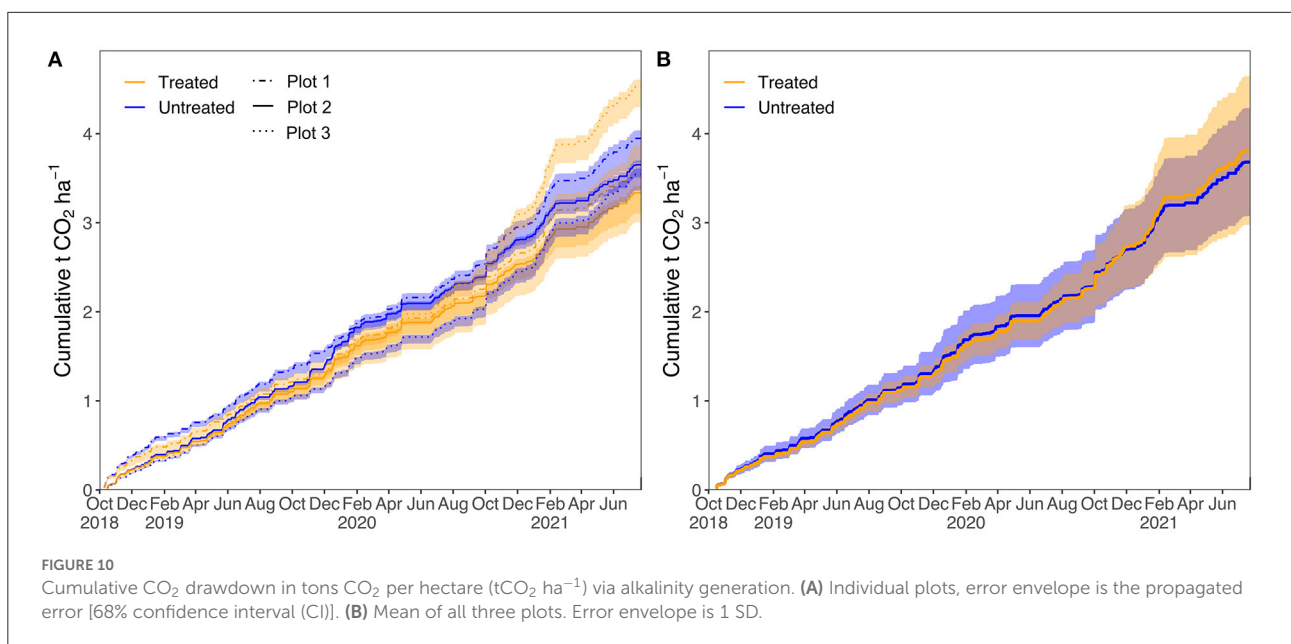 A
Treated
Untreated
Plot 1
Plot 2
Plot 3
Cumulative t CO₂ ha⁻¹
4
3
2
1
0
Oct Dec Feb Apr Jun Aug Oct Dec Feb Apr Jun Aug Oct Dec Feb Apr Jun
2018 2019 2020 2021
B
Treated
Untreated
Cumulative t CO₂ ha⁻¹
4
3
2
1
0
Oct Dec Feb Apr Jun Aug Oct Dec Feb Apr Jun Aug Oct Dec Feb Apr Jun
2018 2019 2020 2021
FIGURE 10
Cumulative CO₂ drawdown in tons CO₂ per hectare (tCO₂ ha⁻¹) via alkalinity generation. (A) Individual plots, error envelope is the propagated
error [68% confidence interval (CI)]. (B) Mean of all three plots. Error envelope is 1 SD.